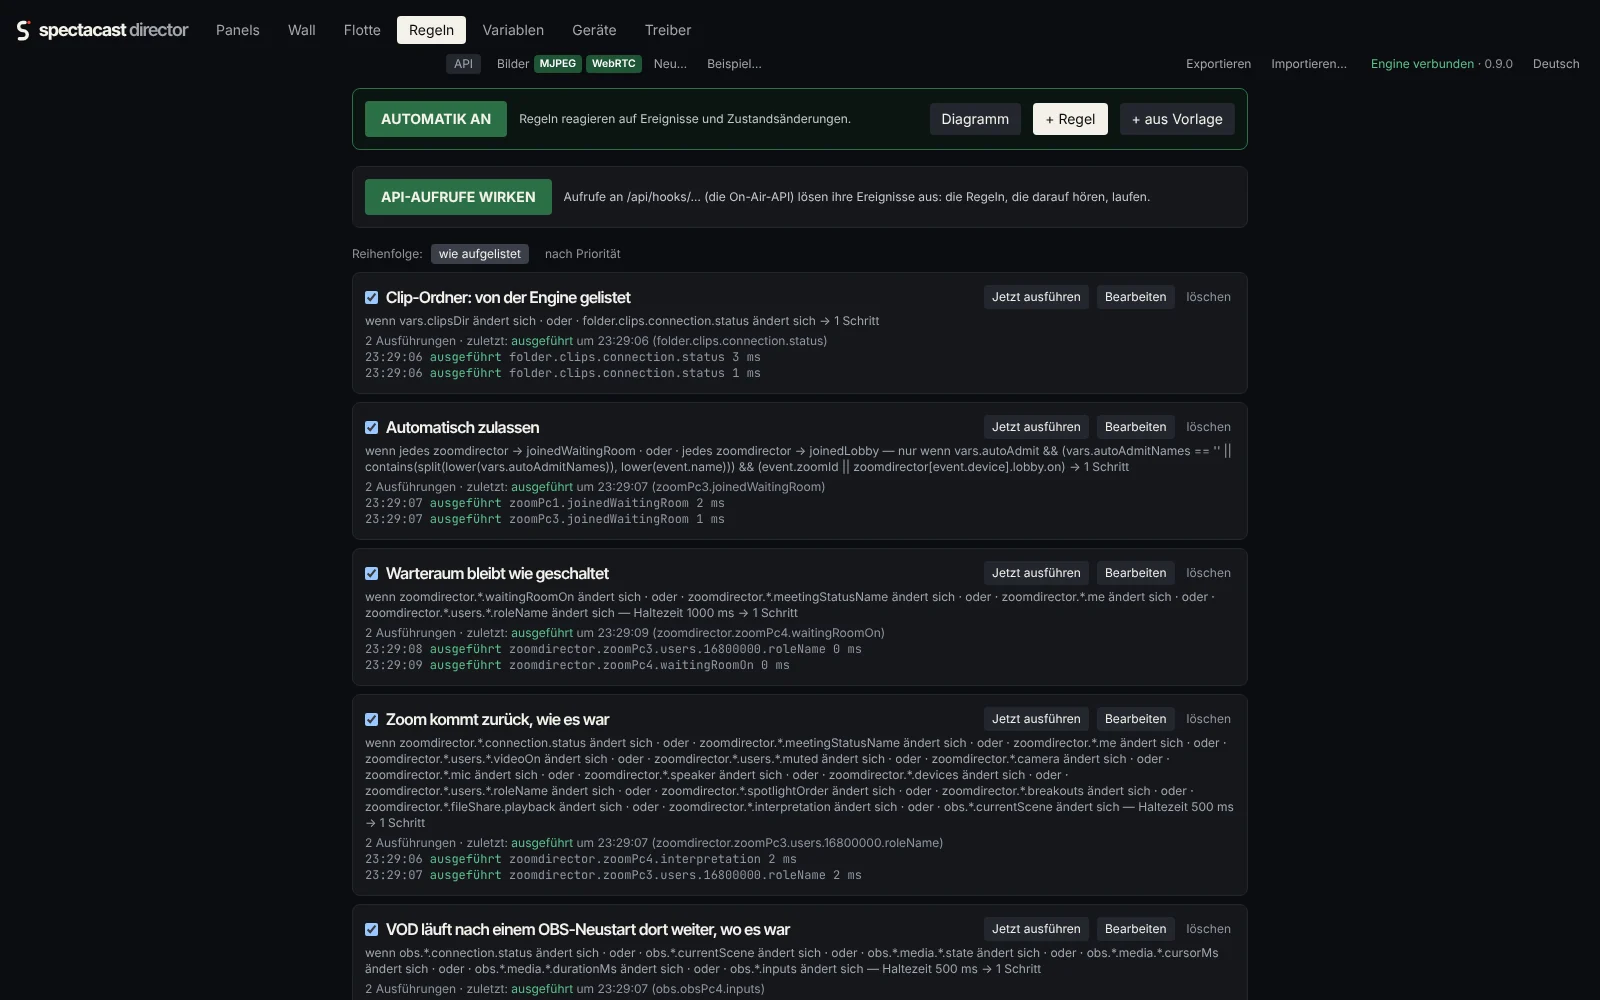 spectacast director Panels Wall Flotte Regeln Variablen Geräte Treiber
API Bilder MJPEG WebRTC Neu... Beispiel... Exportieren Importieren... Engine verbunden · 0.9.0 Deutsch
AUTOMATIK AN Regeln reagieren auf Ereignisse und Zustandsänderungen. Diagramm + Regel + aus Vorlage
API-AUFRUFE WIRKEN Aufrufe an /api/hooks/... (die On-Air-API) lösen ihre Ereignisse aus: die Regeln, die darauf hören, laufen.
Reihenfolge: wie aufgelistet nach Priorität
Clip-Ordner: von der Engine gelistet Jetzt ausführen Bearbeiten löschen
wenn vars.clipsDir ändert sich · oder · folder.clips.connection.status ändert sich → 1 Schritt
2 Ausführungen · zuletzt: ausgeführt um 23:29:06 (folder.clips.connection.status)
23:29:06 ausgeführt folder.clips.connection.status 3 ms
23:29:06 ausgeführt folder.clips.connection.status 1 ms
Automatisch zulassen Jetzt ausführen Bearbeiten löschen
wenn jedes zoomdirector → joinedWaitingRoom · oder · jedes zoomdirector → joinedLobby — nur wenn vars.autoAdmit && (vars.autoAdmitNames == '' ||
contains(split(lower(vars.autoAdmitNames)), lower(event.name))) && (event.zoomId || zoomdirector[event.device].lobby.on) → 1 Schritt
2 Ausführungen · zuletzt: ausgeführt um 23:29:07 (zoomPc3.joinedWaitingRoom)
23:29:07 ausgeführt zoomPc1.joinedWaitingRoom 2 ms
23:29:07 ausgeführt zoomPc3.joinedWaitingRoom 1 ms
Warteraum bleibt wie geschaltet Jetzt ausführen Bearbeiten löschen
wenn zoomdirector.*.waitingRoomOn ändert sich · oder · zoomdirector.*.meetingStatusName ändert sich · oder · zoomdirector.*.me ändert sich · oder ·
zoomdirector.*.users.*.roleName ändert sich — Haltezeit 1000 ms → 1 Schritt
2 Ausführungen · zuletzt: ausgeführt um 23:29:09 (zoomdirector.zoomPc4.waitingRoomOn)
23:29:08 ausgeführt zoomdirector.zoomPc3.users.16800000.roleName 0 ms
23:29:09 ausgeführt zoomdirector.zoomPc4.waitingRoomOn 0 ms
Zoom kommt zurück, wie es war Jetzt ausführen Bearbeiten löschen
wenn zoomdirector.*.connection.status ändert sich · oder · zoomdirector.*.meetingStatusName ändert sich · oder · zoomdirector.*.me ändert sich · oder ·
zoomdirector.*.users.*.videoOn ändert sich · oder · zoomdirector.*.users.*.muted ändert sich · oder · zoomdirector.*.camera ändert sich · oder ·
zoomdirector.*.mic ändert sich · oder · zoomdirector.*.speaker ändert sich · oder · zoomdirector.*.devices ändert sich · oder ·
zoomdirector.*.users.*.roleName ändert sich · oder · zoomdirector.*.spotlightOrder ändert sich · oder · zoomdirector.*.breakouts ändert sich · oder ·
zoomdirector.*.fileShare.playback ändert sich · oder · zoomdirector.*.interpretation ändert sich · oder · obs.*.currentScene ändert sich — Haltezeit 500 ms
→ 1 Schritt
2 Ausführungen · zuletzt: ausgeführt um 23:29:07 (zoomdirector.zoomPc3.users.16800000.roleName)
23:29:06 ausgeführt zoomdirector.zoomPc4.interpretation 2 ms
23:29:07 ausgeführt zoomdirector.zoomPc3.users.16800000.roleName 2 ms
VOD läuft nach einem OBS-Neustart dort weiter, wo es war Jetzt ausführen Bearbeiten löschen
wenn obs.*.connection.status ändert sich · oder · obs.*.currentScene ändert sich · oder · obs.*.media.*.state ändert sich · oder · obs.*.media.*.cursorMs
ändert sich · oder · obs.*.media.*.durationMs ändert sich · oder · obs.*.inputs ändert sich — Haltezeit 500 ms → 1 Schritt
2 Ausführungen · zuletzt: ausgeführt um 23:29:07 (obs.obsPc4.inputs)